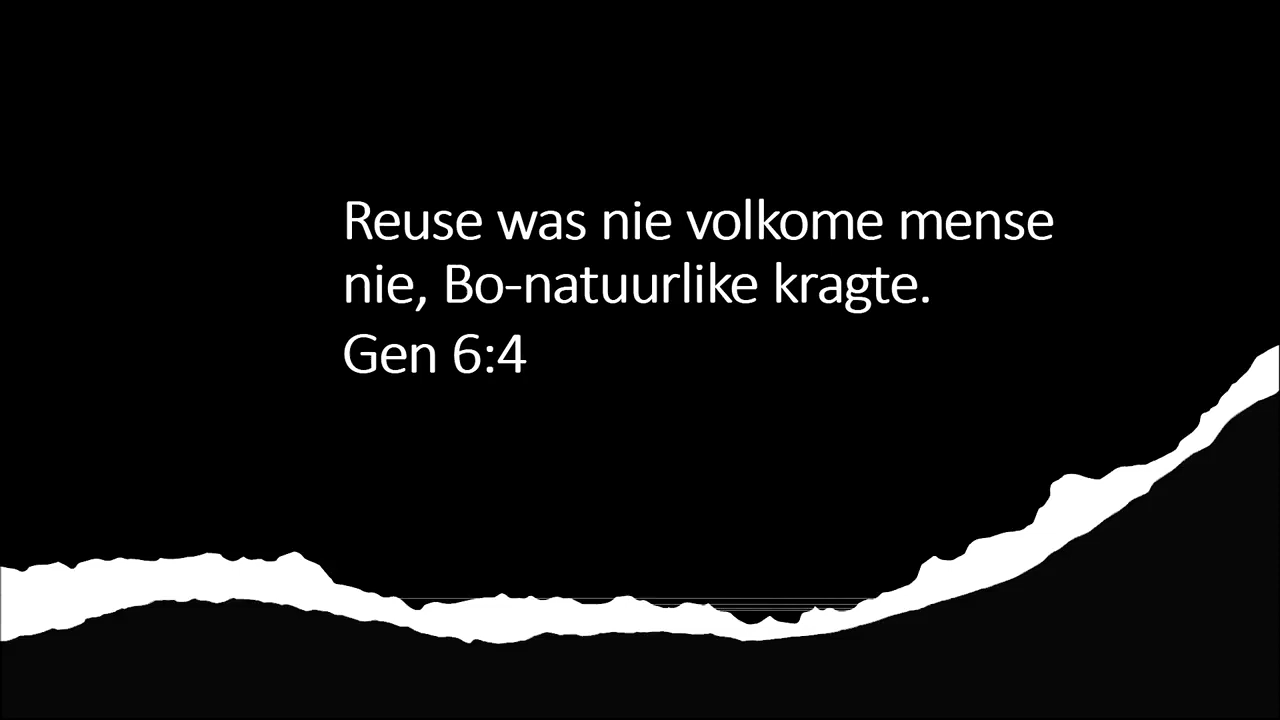 Reuse was nie volkome mense
nie, Bo-natuurlike kragte.
Gen 6:4